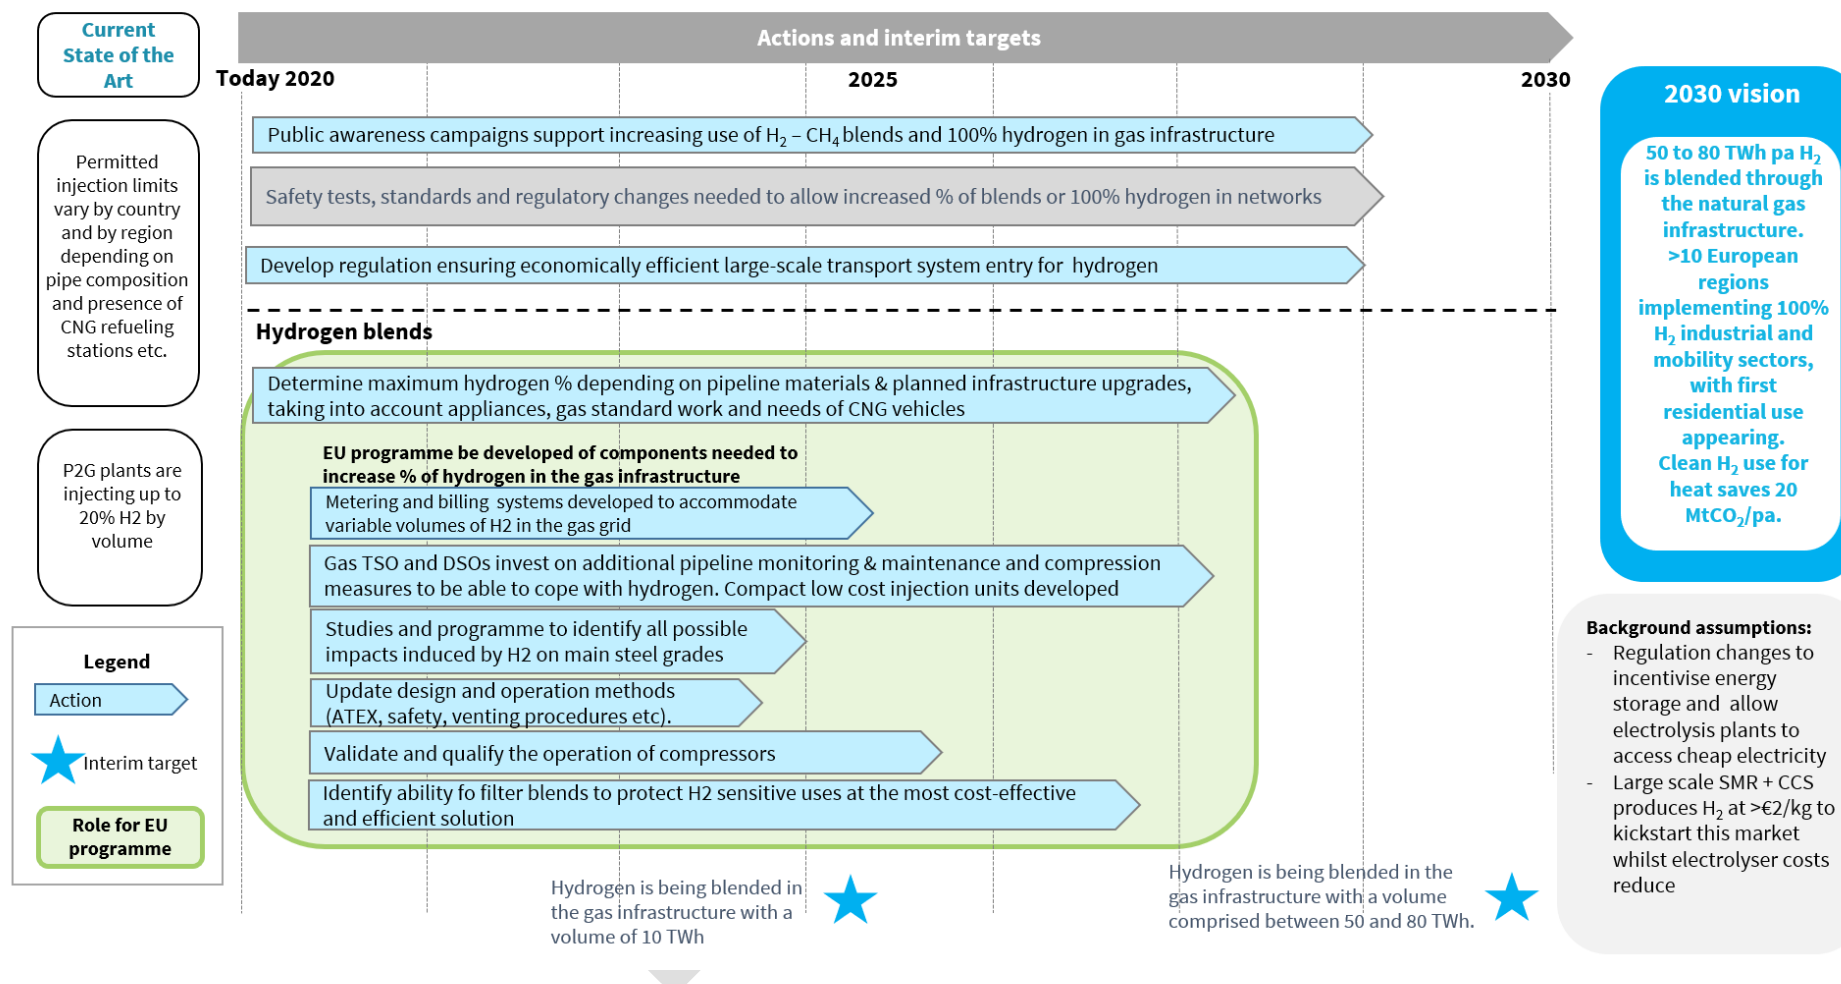 Current
State of the
Art
Actions and interim targets
Today 2020
2025
2030
Permitted
injection limits
vary by country
and by region
depending on
pipe composition
and presence of
CNG refueling
stations etc.
P2G plants are
injecting up to
20% H2 by
volume
Legend
Action
Interim target
Role for EU
programme
Public awareness campaigns support increasing use of H₂ – CH₄ blends and 100% hydrogen in gas infrastructure
Safety tests, standards and regulatory changes needed to allow increased % of blends or 100% hydrogen in networks
Develop regulation ensuring economically efficient large-scale transport system entry for hydrogen
Hydrogen blends
Determine maximum hydrogen % depending on pipeline materials & planned infrastructure upgrades,
taking into account appliances, gas standard work and needs of CNG vehicles
EU programme be developed of components needed to
increase % of hydrogen in the gas infrastructure
Metering and billing systems developed to accommodate
variable volumes of H2 in the gas grid
Gas TSO and DSOs invest on additional pipeline monitoring & maintenance and compression
measures to be able to cope with hydrogen. Compact low cost injection units developed
Studies and programme to identify all possible
impacts induced by H2 on main steel grades
Update design and operation methods
(ATEX, safety, venting procedures etc).
Validate and qualify the operation of compressors
Identify ability fo filter blends to protect H2 sensitive uses at the most cost-effective
and efficient solution
Hydrogen is being blended in
the gas infrastructure with a
volume of 10 TWh
Hydrogen is being blended in the
gas infrastructure with a volume
comprised between 50 and 80 TWh.
2030 vision
50 to 80 TWh pa H₂
is blended through
the natural gas
infrastructure.
>10 European
regions
implementing 100%
H₂ industrial and
mobility sectors,
with first
residential use
appearing.
Clean H₂ use for
heat saves 20
MtCO₂/pa.
Background assumptions:
- Regulation changes to
incentivise energy
storage and allow
electrolysis plants to
access cheap electricity
- Large scale SMR + CCS
produces H₂ at >€2/kg to
kickstart this market
whilst electrolyser costs
reduce